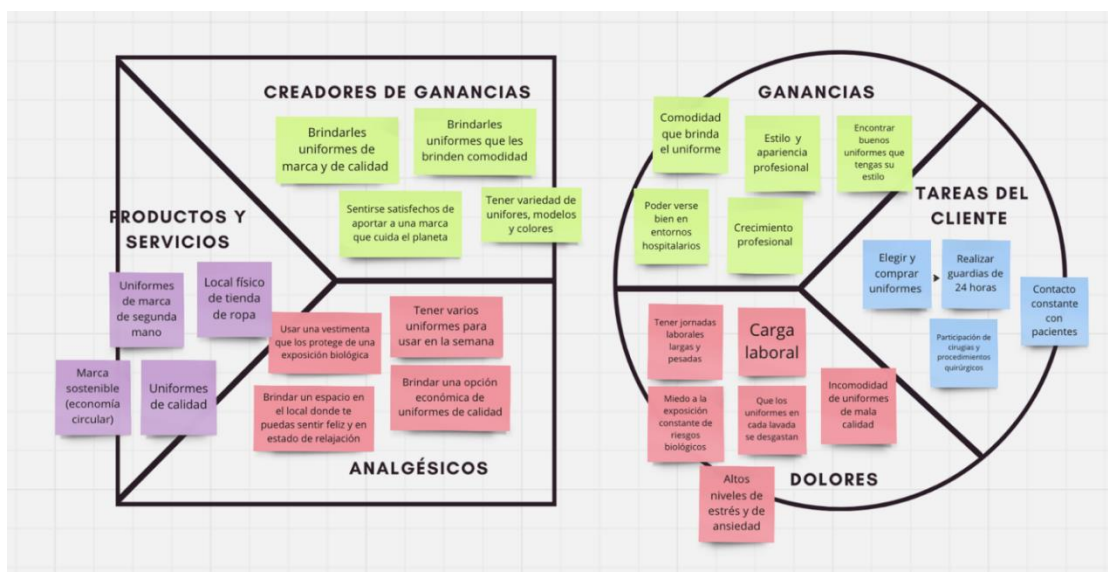 CREADORES DE GANANCIAS
Brindarles
uniformes de
marca y de calidad
Brindarles
uniformes que les
brinden comodidad
Sentirse satisfechos de
aportar a una marca
que cuida el planeta
Tener variedad de
unifores, modelos
y colores
PRODUCTOS Y
SERVICIOS
Uniformes
de marca
de segunda
mano
Local físico
de tienda
de ropa
Marca
sostenible
(economía
circular)
Uniformes
de calidad
Usar una vestimenta
que los protege de una
exposición biológica
Tener varios
uniformes para
usar en la semana
Brindar un espacio en
el local donde te
puedas sentir feliz y en
estado de relajación
Brindar una opción
económica de
uniformes de calidad
ANALGÉSICOS
GANANCIAS
Comodidad
que brinda
el uniforme
Estilo y
apariencia
profesional
Encontrar
buenos
uniformes que
tengas su
estilo
Poder verse
bien en
entornos
hospitalarios
Crecimiento
profesional
TAREAS DEL
CLIENTE
Elegir y
comprar
uniformes
Realizar
guardias de
24 horas
Contacto
constante
con
pacientes
Participación de
cirugías y
procedimientos
quirúrgicos
Tener jornadas
laborales
largas y
pesadas
Carga
laboral
Incomodidad
de uniformes
de mala
calidad
Miedo a la
exposición
constante de
riesgos
biológicos
Que los
uniformes en
cada lavada
se desgastan
Altos
niveles de
estrés y de
ansiedad
DOLORES